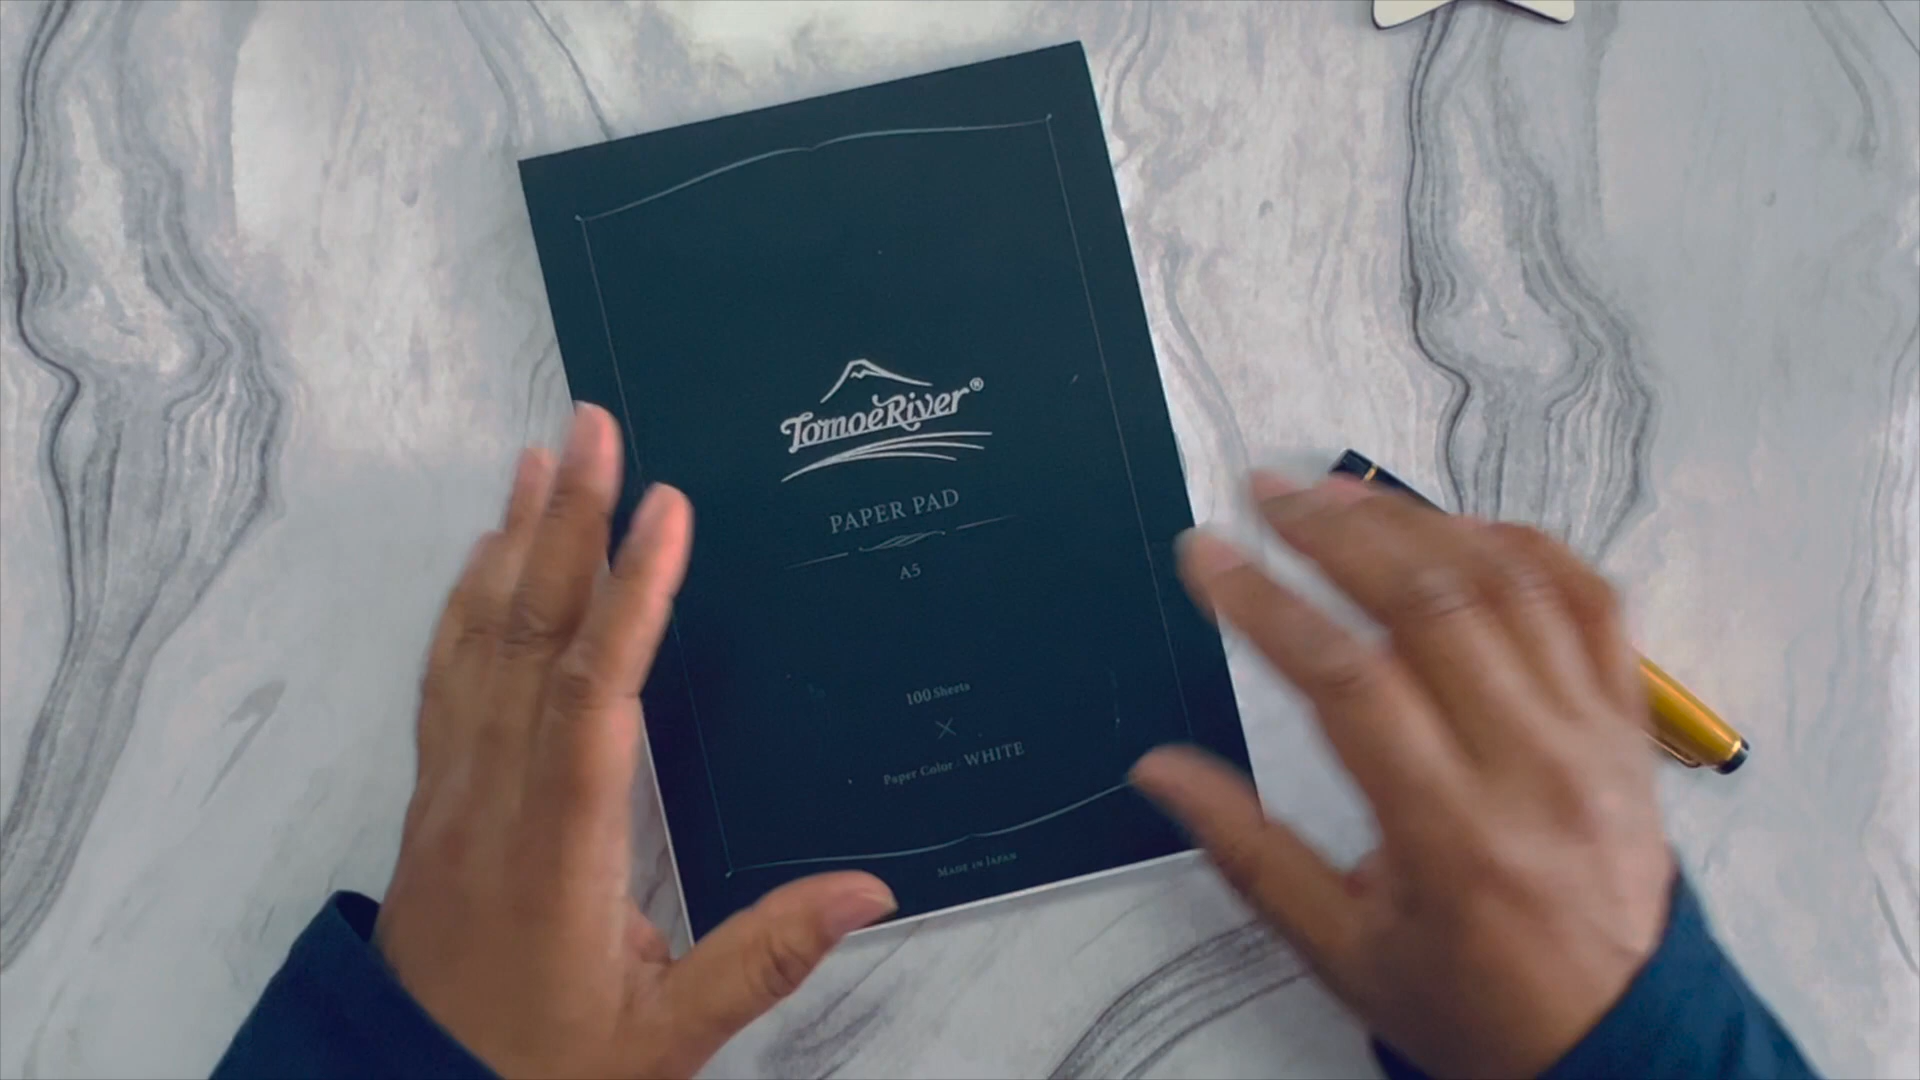 TomoeRiver®
PAPER PAD
A5
100 Sheets
×
Paper Color : WHITE
MADE IN JAPAN